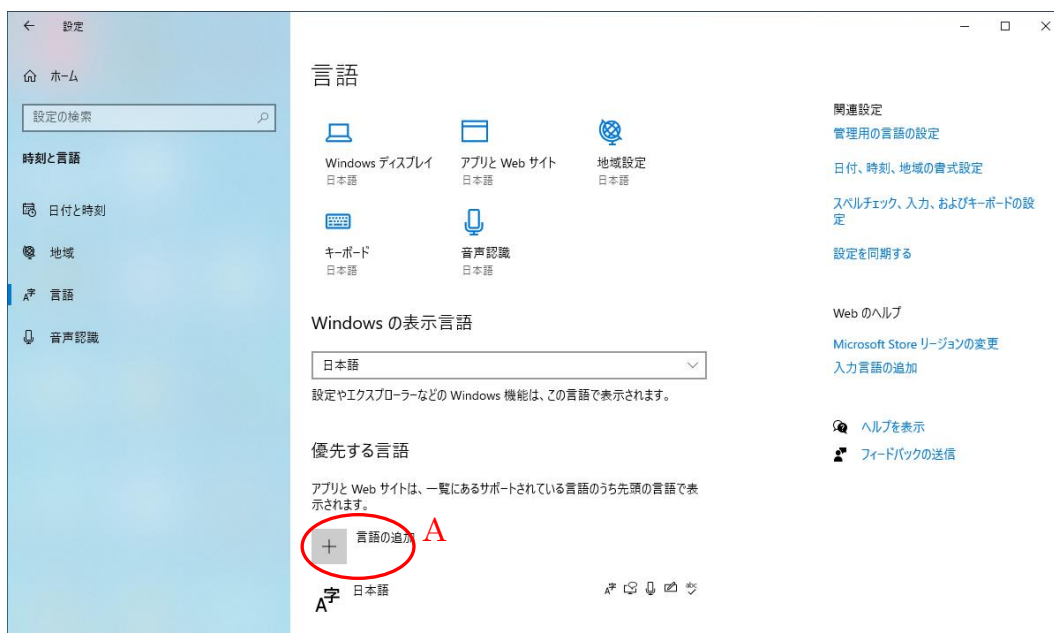 設定
ホーム
設定の検索
時刻と言語
日付と時刻
地域
言語
音声認識
言語
Windows ディスプレイ
日本語
アプリと Web サイト
日本語
地域設定
日本語
キーボード
日本語
音声認識
日本語
Windows の表示言語
日本語
設定やエクスプローラーなどの Windows 機能は、この言語で表示されます。
優先する言語
アプリと Web サイトは、一覧にあるサポートされている言語のうち先頭の言語で表
示されます。
言語の追加
A
A字
日本語
関連設定
管理用の言語の設定
日付、時刻、地域の書式設定
スペルチェック、入力、およびキーボードの設
定
設定を同期する
Web のヘルプ
Microsoft Store リージョンの変更
入力言語の追加
ヘルプを表示
フィードバックの送信